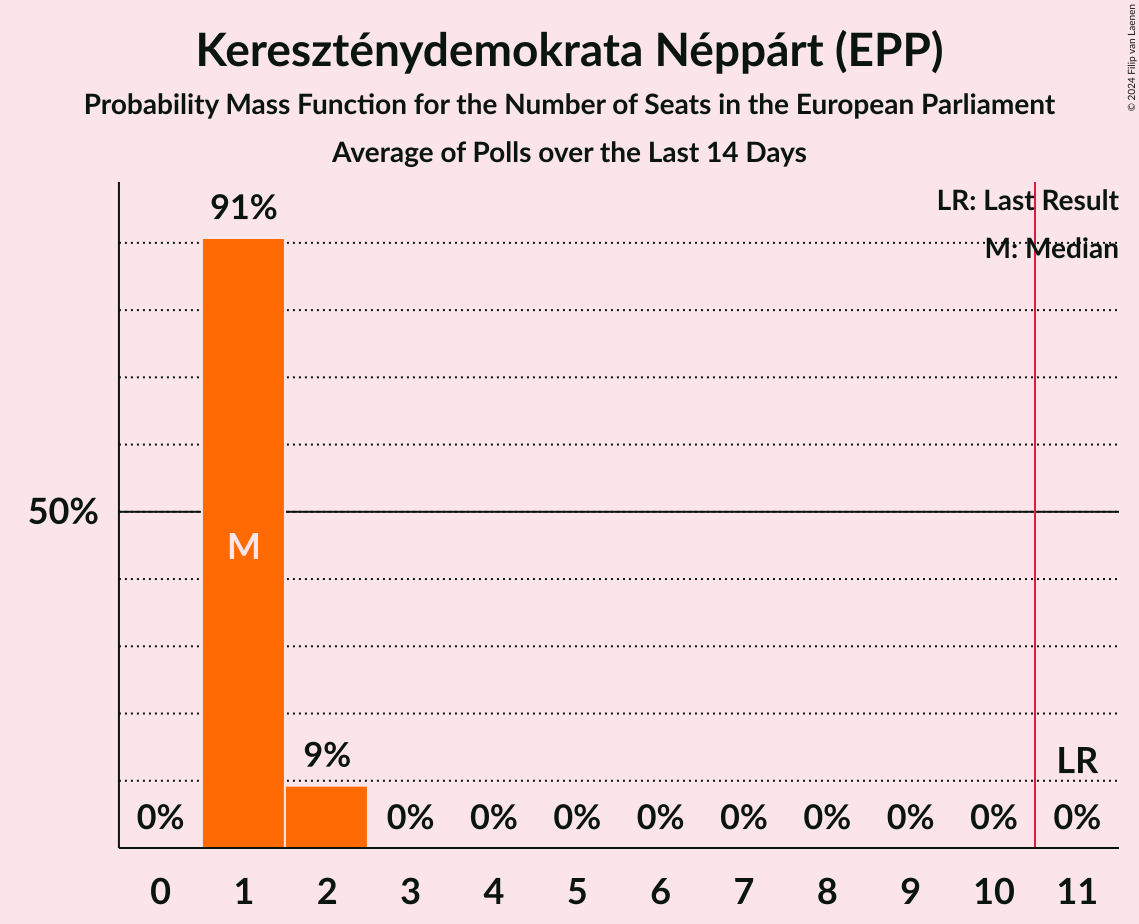 Kereszténydemokrata Néppárt (EPP)
Probability Mass Function for the Number of Seats in the European Parliament
Average of Polls over the Last 14 Days
© 2024 Filip van Laenen
LR: Last Result
M: Median
91%
50%
M
9%
LR
0% 0% 0% 0% 0% 0% 0% 0% 0% 0%
0 1 2 3 4 5 6 7 8 9 10 11